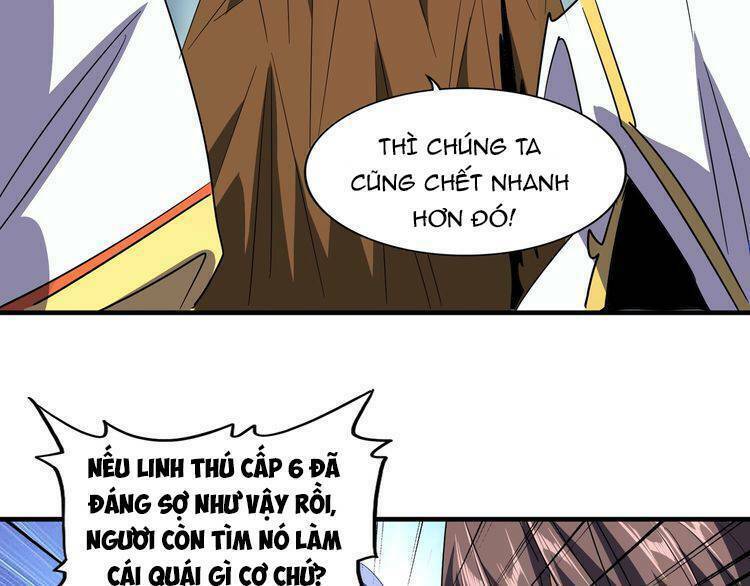 THÌ CHÚNG TA
CŨNG CHẾT NHANH
HƠN ĐÓ!
NẾU LINH THÚ CẤP 6 ĐÃ
ĐÁNG SỢ NHƯ VẬY RỒI,
NGƯỜI CÒN TÌM NÓ LÀM
CÁI QUÁI GÌ CƠ CHỨ?